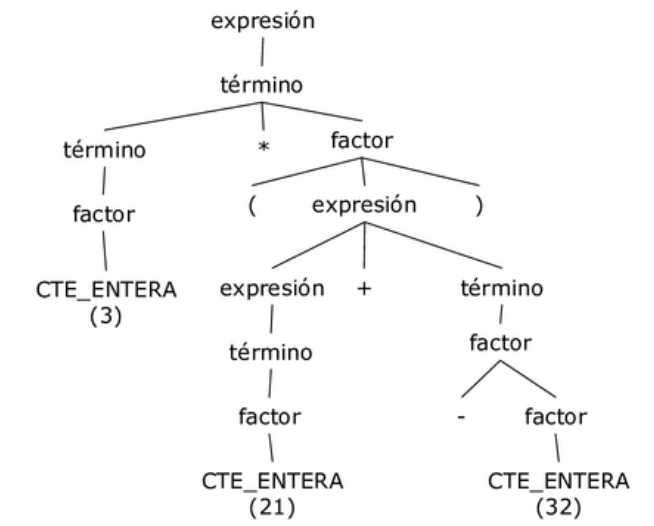 expresión
término
término * factor
factor ( expresión )
CTE_ENTERA expresión + término
(3)
término factor
factor - factor
CTE_ENTERA CTE_ENTERA
(21) (32)